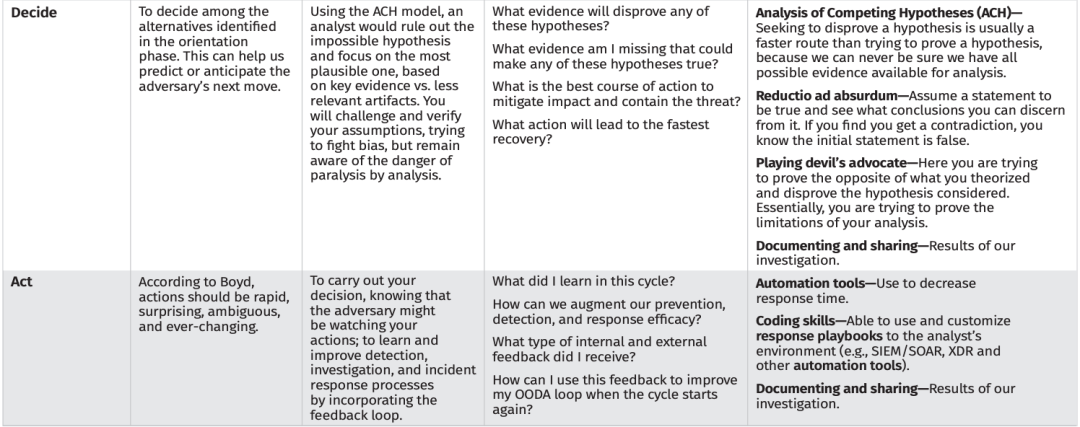 Decide
To decide among the
alternatives identified
in the orientation
phase. This can help us
predict or anticipate the
adversary's next move.
Using the ACH model, an
analyst would rule out the
impossible hypothesis
and focus on the most
plausible one, based
on key evidence vs. less
relevant artifacts. You
will challenge and verify
your assumptions, trying
to fight bias, but remain
aware of the danger of
paralysis by analysis.
What evidence will disprove any of
these hypotheses?
What evidence am I missing that could
make any of these hypotheses true?
What is the best course of action to
mitigate impact and contain the threat?
What action will lead to the fastest
recovery?
Analysis of Competing Hypotheses (ACH)—
Seeking to disprove a hypothesis is usually a
faster route than trying to prove a hypothesis,
because we can never be sure we have all
possible evidence available for analysis.
Reductio ad absurdum—Assume a statement to
be true and see what conclusions you can discern
from it. If you find you get a contradiction, you
know the initial statement is false.
Playing devil's advocate—Here you are trying
to prove the opposite of what you theorized
and disprove the hypothesis considered.
Essentially, you are trying to prove the
limitations of your analysis.
Documenting and sharing—Results of our
investigation.
Act
According to Boyd,
actions should be rapid,
surprising, ambiguous,
and ever-changing.
To carry out your
decision, knowing that
the adversary might
be watching your
actions; to learn and
improve detection,
investigation, and incident
response processes
by incorporating the
feedback loop.
What did I learn in this cycle?
How can we augment our prevention,
detection, and response efficacy?
What type of internal and external
feedback did I receive?
How can I use this feedback to improve
my OODA loop when the cycle starts
again?
Automation tools—Use to decrease
response time.
Coding skills—Able to use and customize
response playbooks to the analyst's
environment (e.g., SIEM/SOAR, XDR and
other automation tools).
Documenting and sharing—Results of our
investigation.